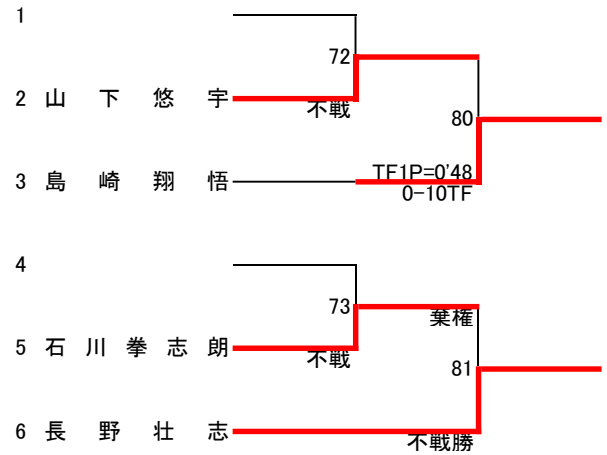 1
72
2 山下悠宇
不戦
80
3 島崎翔悟
TF1P=0'48
0-10TF
4
73
棄権
5 石川拳志朗
不戦
81
6 長野壮志
不戦勝